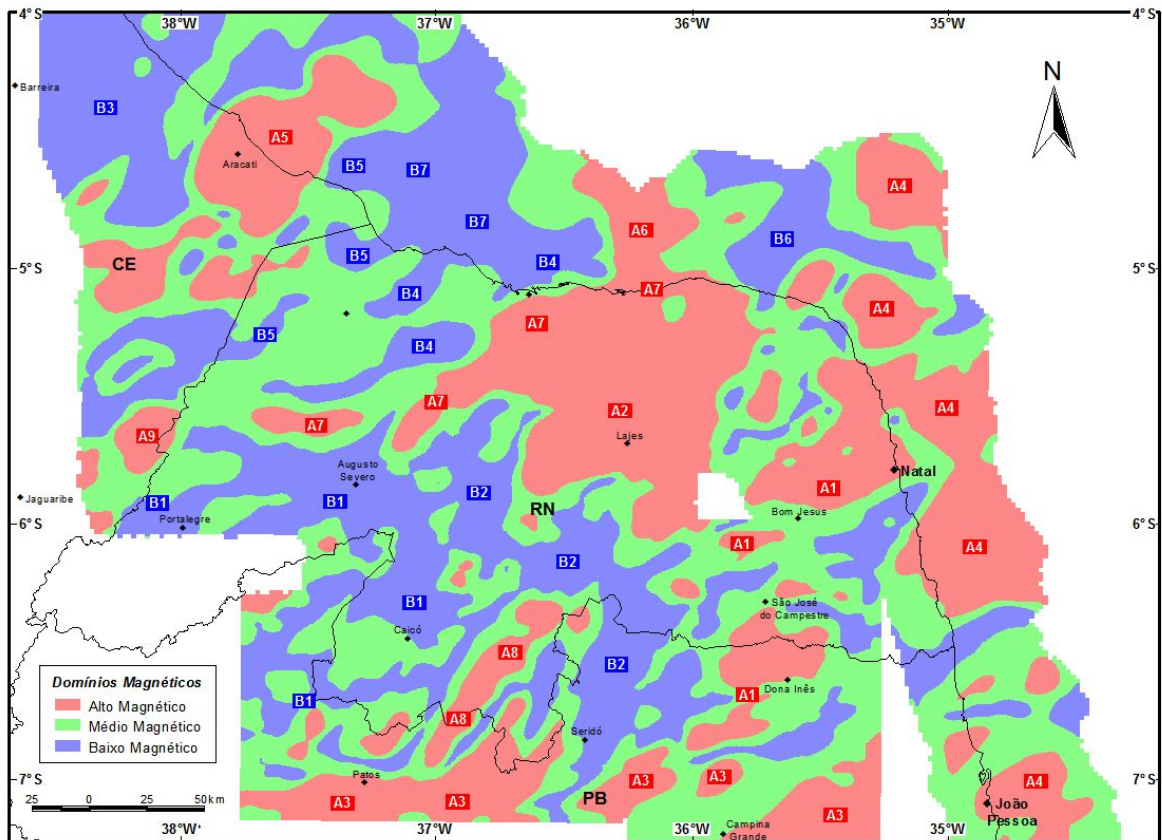 38°W 37°W 36°W 35°W
4°S 4°S
N
Barreira
B3
A5
Aracati
B5
B7
A4
B7
A6
B6
CE
B5
B4
5°S 5°S
B4
A7
A4
A7
B5
B4
A7
A2
A4
A9
A7
Lajes
Augusto
Severo
Natal
B2
A1
Jaguaribe
B1
B1
RN
Portalegre
Bom Jesus
6°S 6°S
A1
A4
B2
B1
São José
do Campestre
Caicó
A8
B2
Dona Inês
A1
B1
A8
Seridó
Domínios Magnéticos
Alto Magnético
Médio Magnético
Baixo Magnético
7°S 7°S
Patos
A3
A3
A4
25 0 25 50 km
A3
A3
PB
A3
João
Pessoa
Campina
Grande
38°W 37°W 36°W 35°W